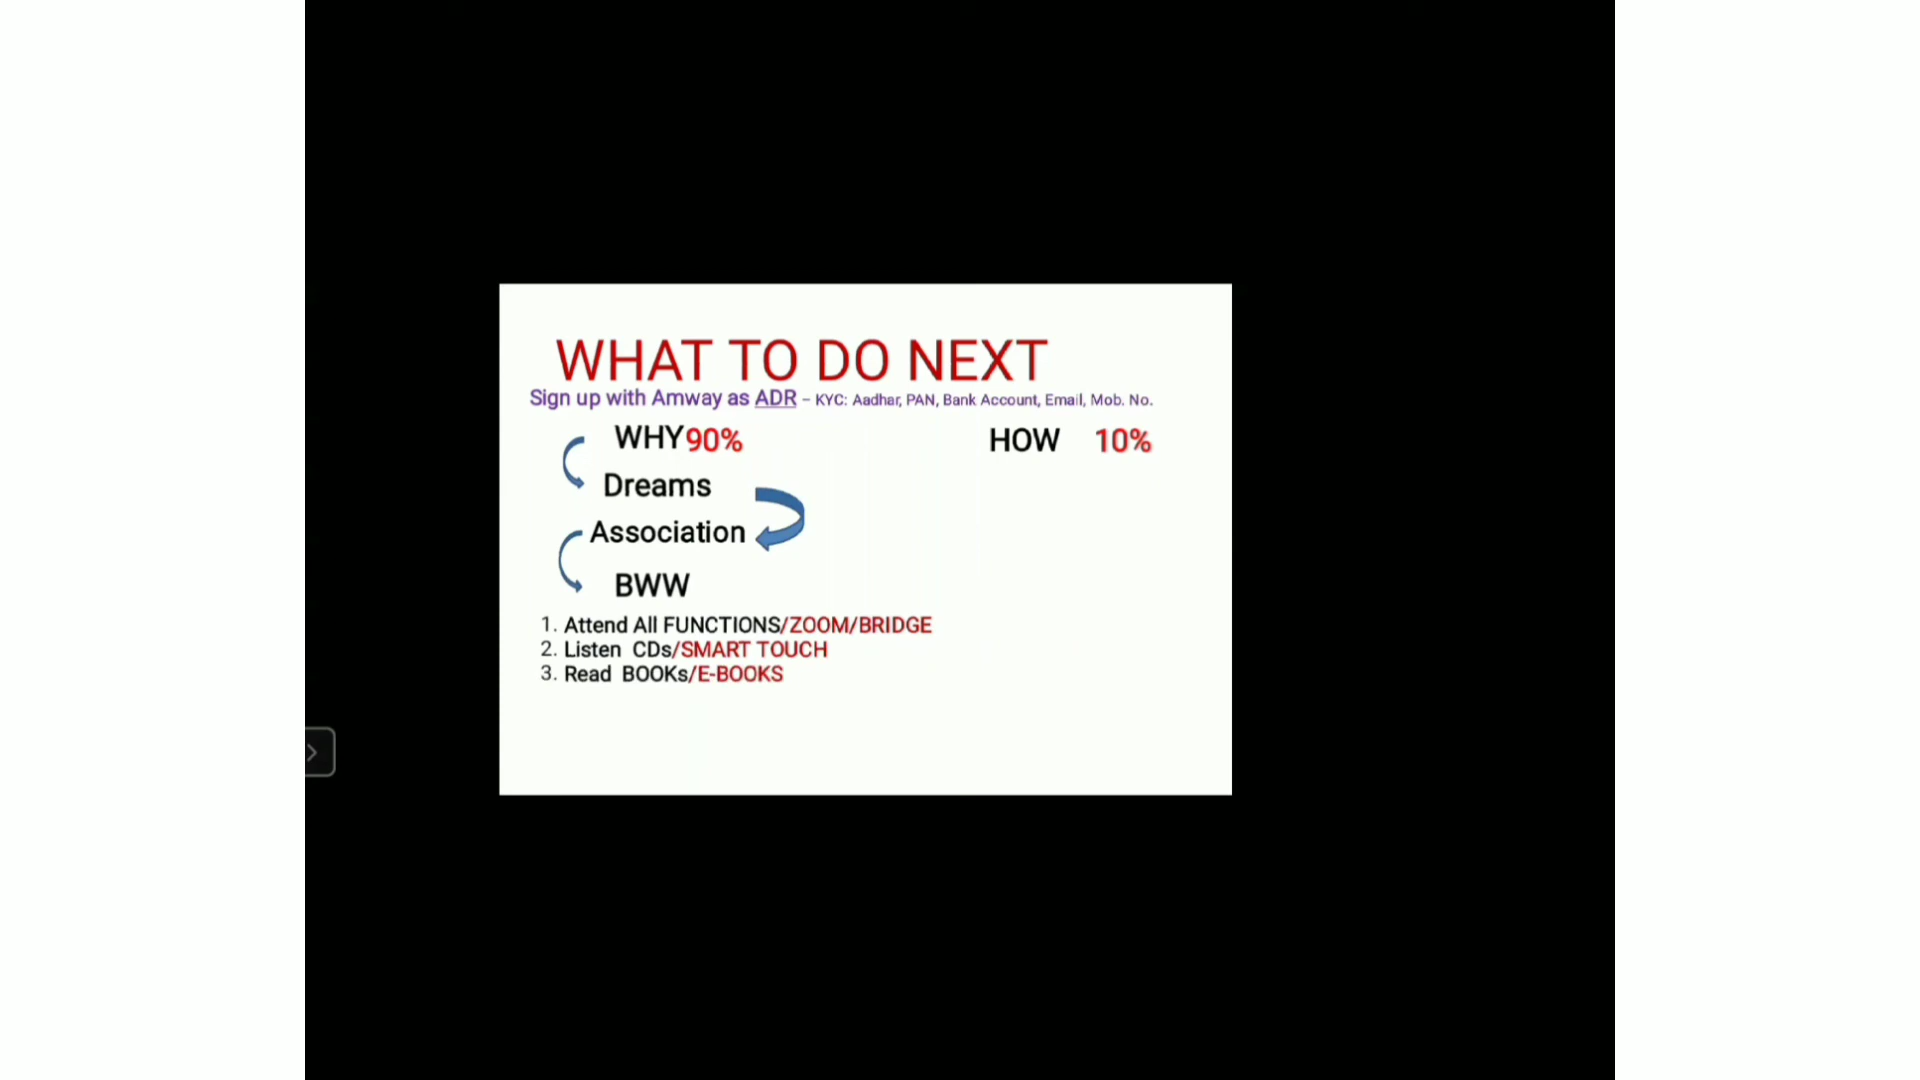 WHAT TO DO NEXT
Sign up with Amway as ADR – KYC: Aadhar, PAN, Bank Account, Email, Mob. No.
WHY 90% HOW 10%
Dreams
Association
BWW
1. Attend All FUNCTIONS/ZOOM/BRIDGE
2. Listen CDs/SMART TOUCH
3. Read BOOKs/E-BOOKS